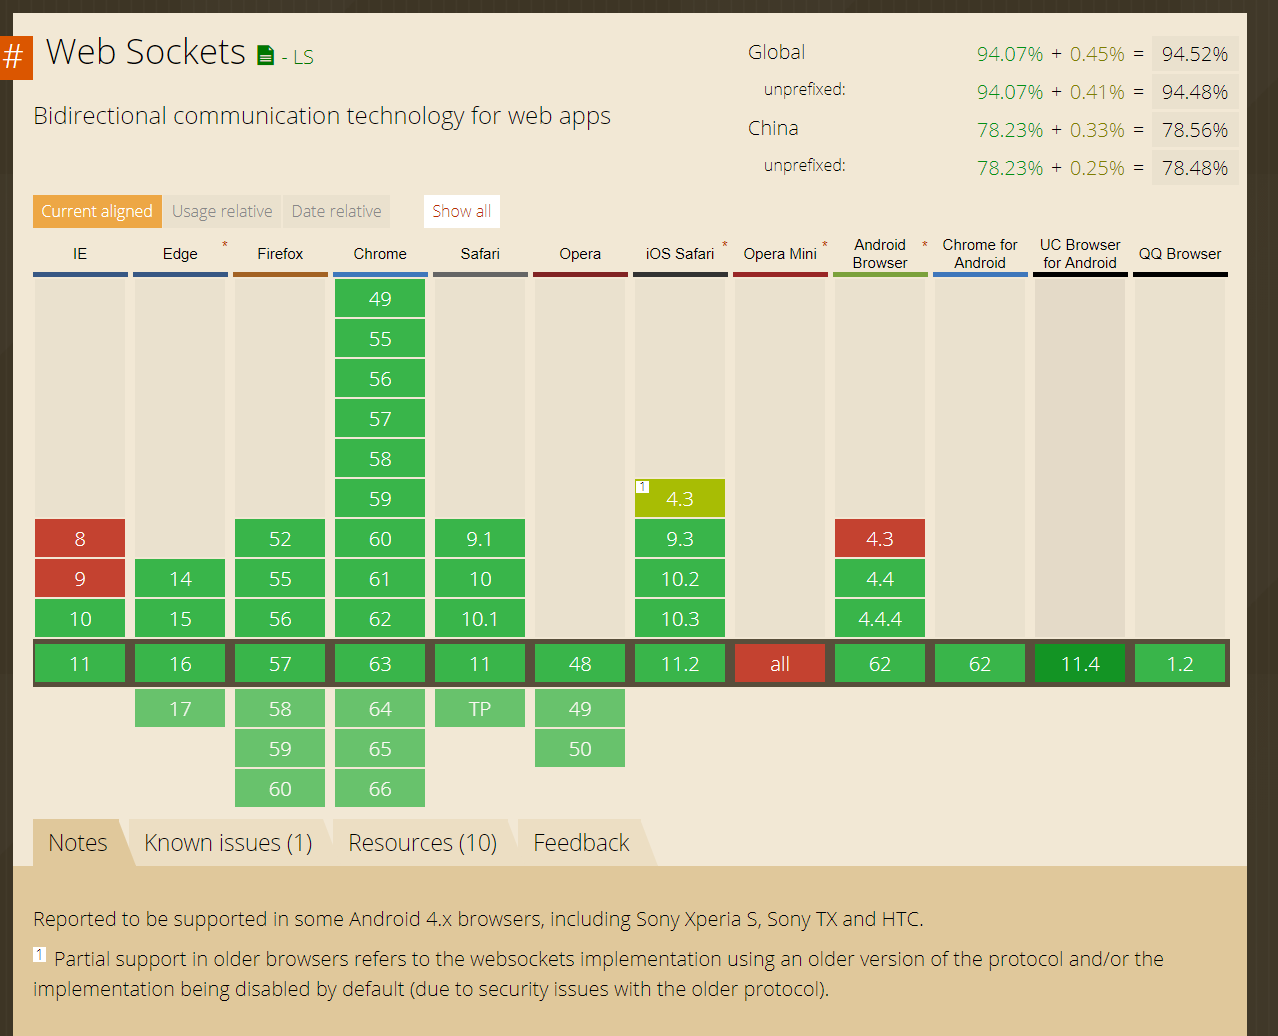 # Web Sockets - LS
Bidirectional communication technology for web apps
Global 94.07% + 0.45% = 94.52%
unprefixed: 94.07% + 0.41% = 94.48%
China 78.23% + 0.33% = 78.56%
unprefixed: 78.23% + 0.25% = 78.48%
Current aligned Usage relative Date relative Show all
IE Edge * Firefox Chrome Safari Opera iOS Safari * Opera Mini * Android Browser * Chrome for Android UC Browser for Android QQ Browser
49
55
56
57
58
59 1 4.3
8 52 60 9.1 9.3 4.3
9 14 55 61 10 10.2 4.4
10 15 56 62 10.1 10.3 4.4.4
11 16 57 63 11 48 11.2 all 62 62 11.4 1.2
17 58 64 TP 49
59 65 50
60 66
Notes Known issues (1) Resources (10) Feedback
Reported to be supported in some Android 4.x browsers, including Sony Xperia S, Sony TX and HTC.
1 Partial support in older browsers refers to the websockets implementation using an older version of the protocol and/or the
implementation being disabled by default (due to security issues with the older protocol).